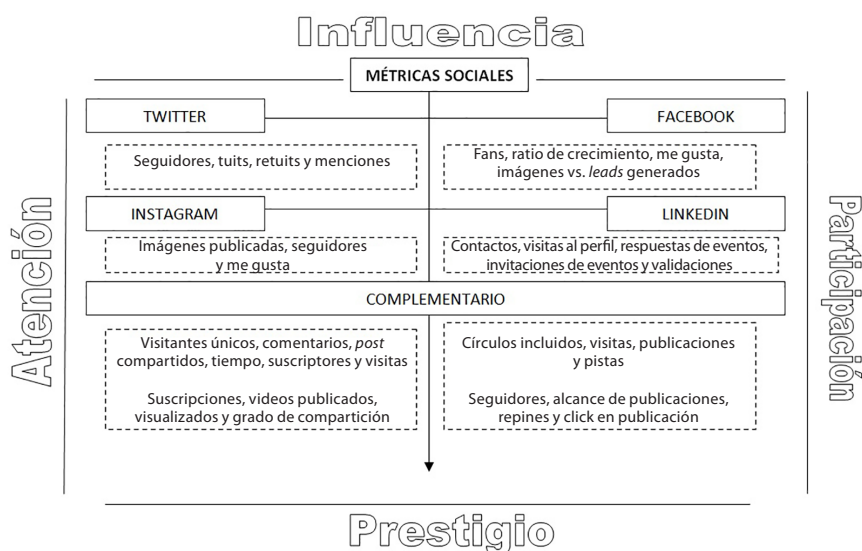 Influencia
MÉTRICAS SOCIALES
Atención
Participación
TWITTER
FACEBOOK
Seguidores, tuits, retuits y menciones
Fans, ratio de crecimiento, me gusta,
imágenes vs. leads generados
INSTAGRAM
LINKEDIN
Imágenes publicadas, seguidores
y me gusta
Contactos, visitas al perfil, respuestas de eventos,
invitaciones de eventos y validaciones
COMPLEMENTARIO
Visitantes únicos, comentarios, post
compartidos, tiempo, suscriptores y visitas
Suscripciones, videos publicados,
visualizados y grado de compartición
Círculos incluidos, visitas, publicaciones
y pistas
Seguidores, alcance de publicaciones,
repines y click en publicación
Prestigio